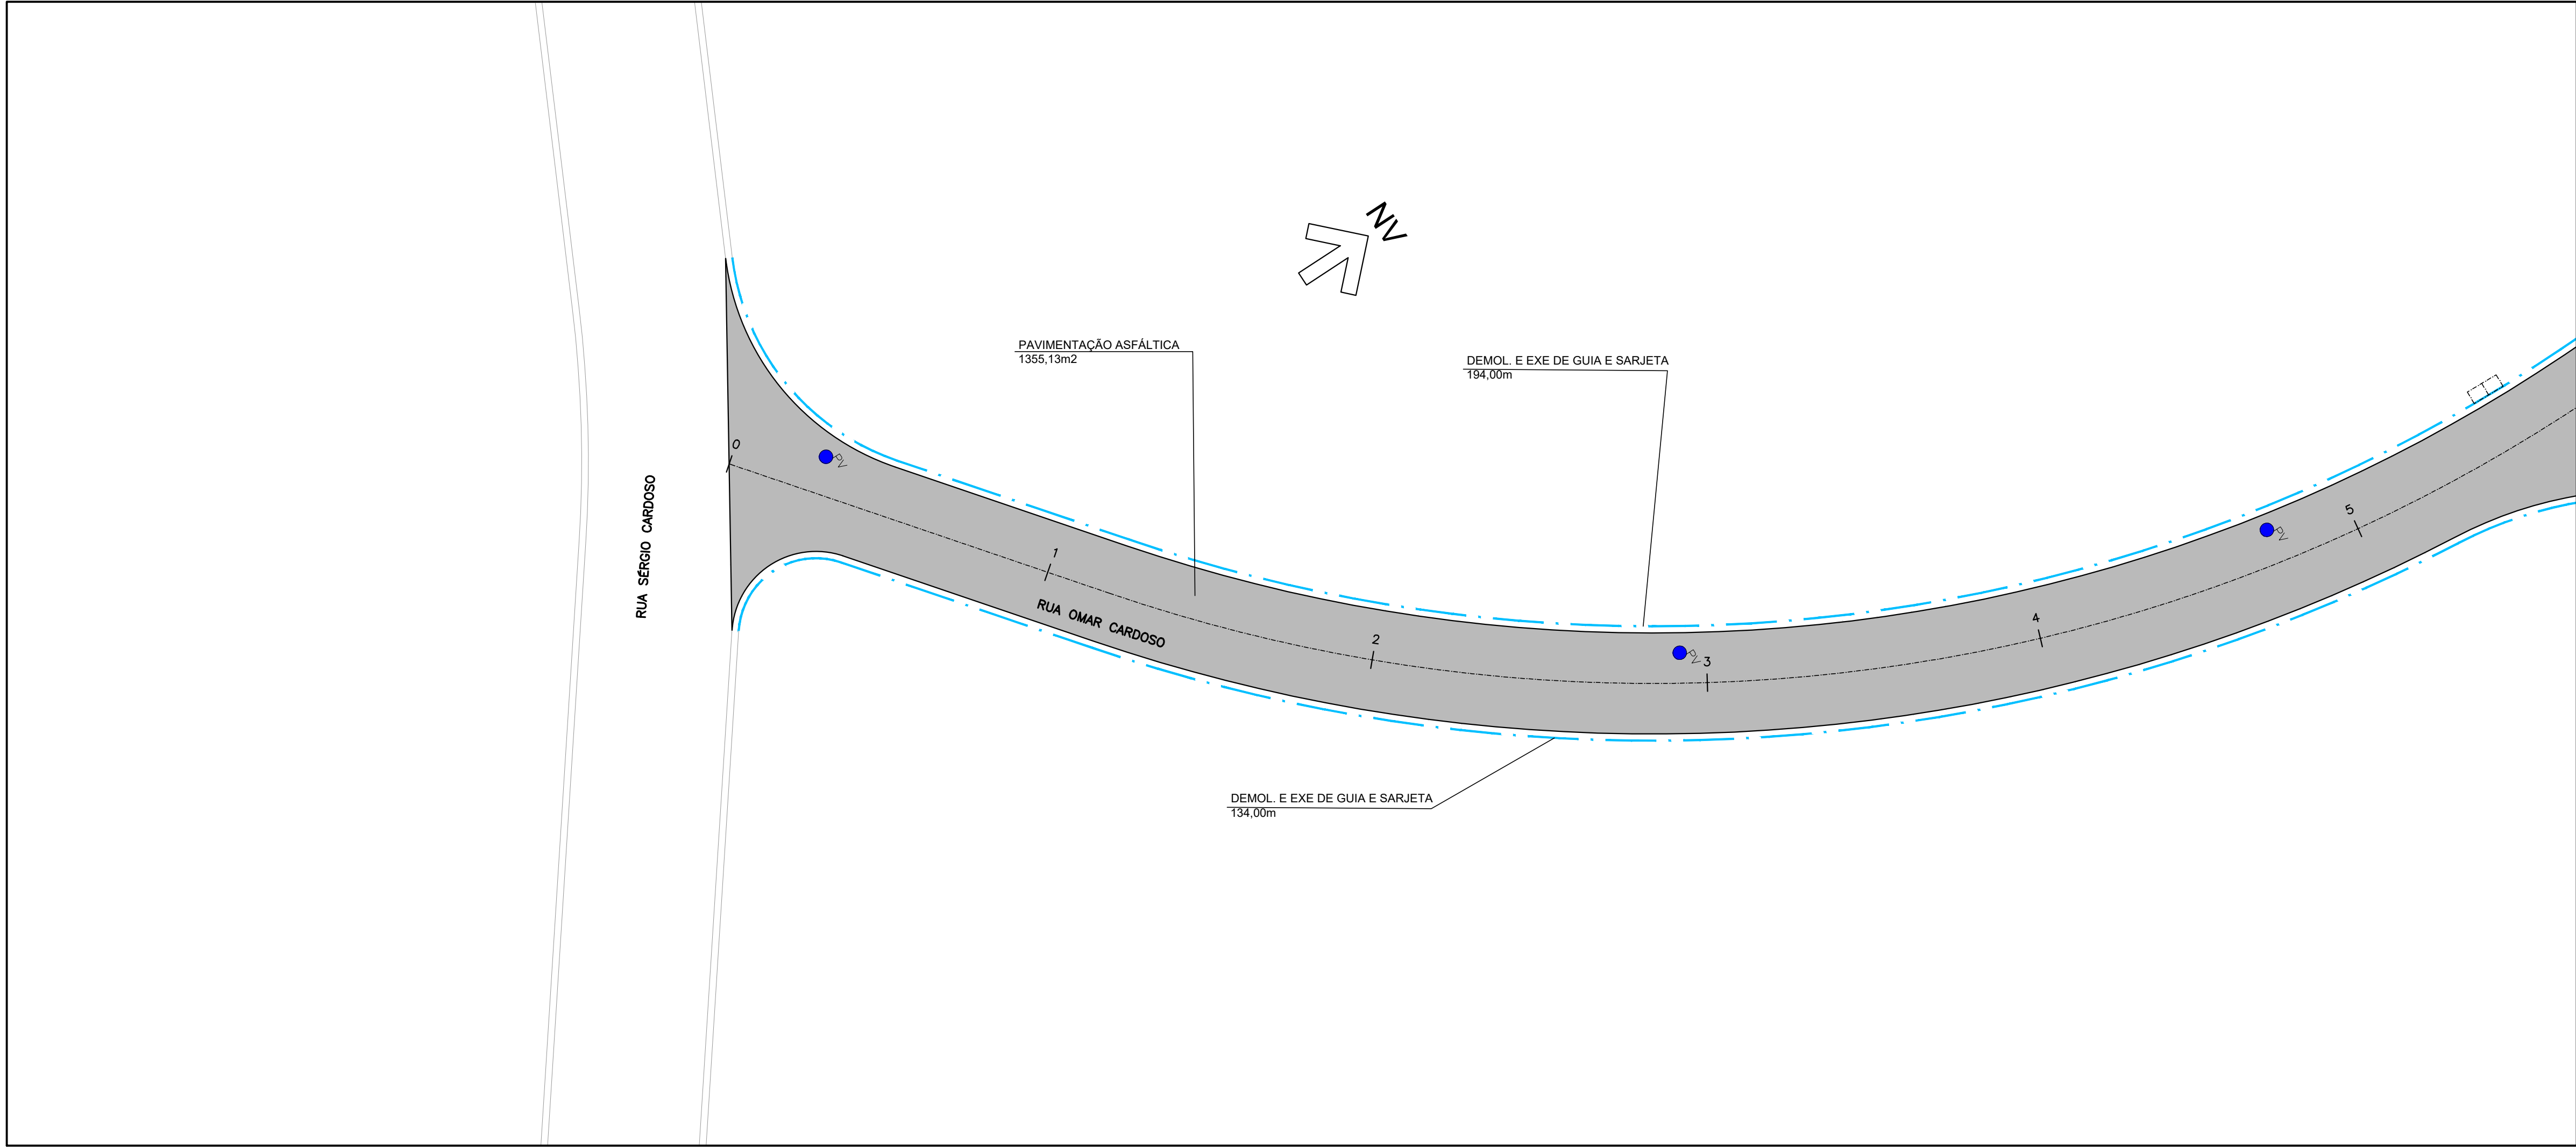 NV
PAVIMENTAÇÃO ASFÁLTICA
1355,13m2
DEMOL. E EXE DE GUIA E SARJETA
194,00m
0
PV
RUA SÉRGIO CARDOSO
1
RUA OMAR CARDOSO
2
PV
3
4
5
PV
DEMOL. E EXE DE GUIA E SARJETA
134,00m